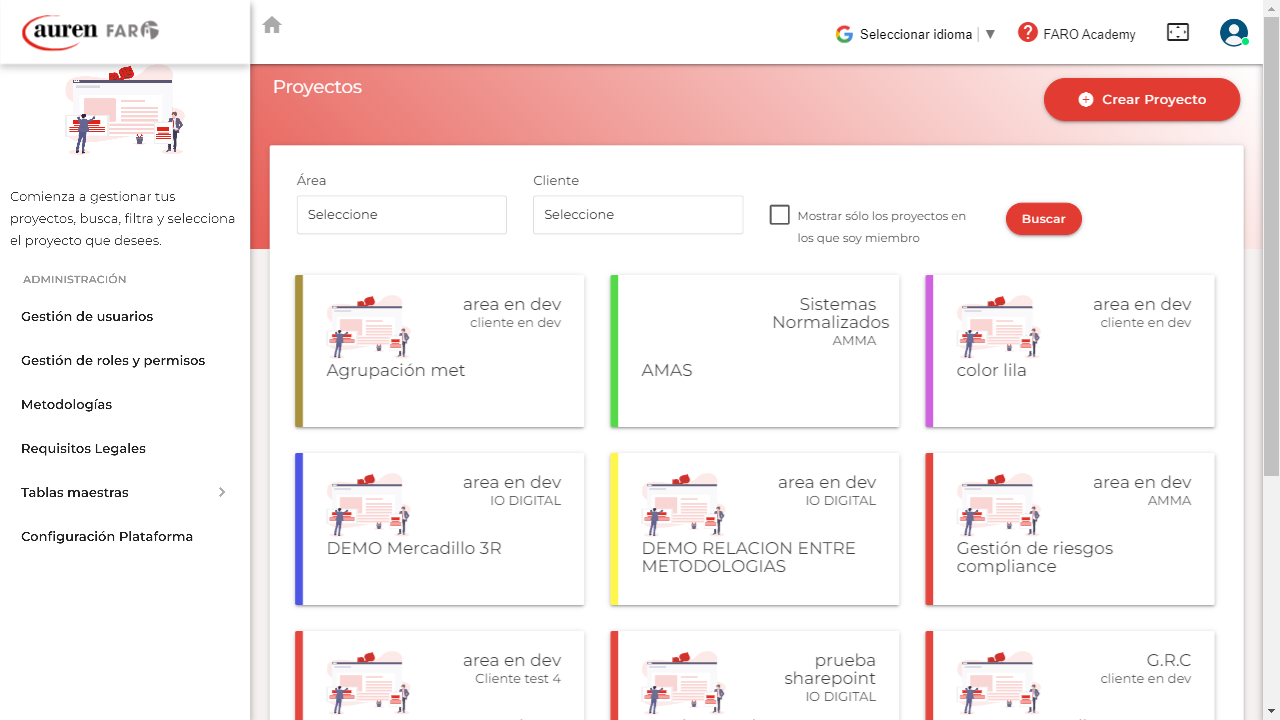 auren FARO
Seleccionar idioma
FARO Academy
Proyectos
Crear Proyecto
Comienza a gestionar tus
proyectos, busca, filtra y selecciona
el proyecto que desees.
ADMINISTRACIÓN
Gestión de usuarios
Gestión de roles y permisos
Metodologías
Requisitos Legales
Tablas maestras
Configuración Plataforma
Área
Cliente
Seleccione
Seleccione
Mostrar sólo los proyectos en
los que soy miembro
Buscar
area en dev
cliente en dev
Agrupación met
Sistemas
Normalizados
AMMA
AMAS
area en dev
cliente en dev
color lila
area en dev
IO DIGITAL
DEMO Mercadillo 3R
area en dev
IO DIGITAL
DEMO RELACION ENTRE
METODOLOGIAS
area en dev
AMMA
Gestión de riesgos
compliance
area en dev
Cliente test 4
prueba
sharepoint
IO DIGITAL
G.R.C
cliente en dev